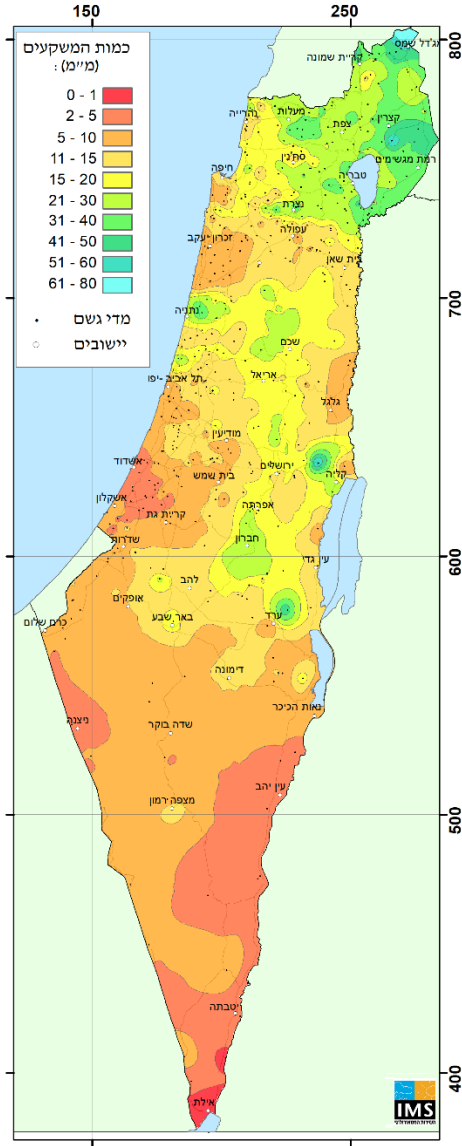 150
250
800
700
600
500
400
כמות המשקעים
(מ"מ):
0 - 1
2 - 5
5 - 10
11 - 15
15 - 20
21 - 30
31 - 40
41 - 50
51 - 60
61 - 80
מדי גשם
יישובים
מג'דל שמס
קריית שמונה
נהרייה
מעלות
צפת
קצרין
סח'נין
חיפה
טבריה
רמת מגשימים
נצרת
עפולה
זכרון יעקב
בית שאן
נתניה
שכם
תל אביב - יפו
אריאל
גלגל
מודיעין
אשדוד
ירושלים
בית שמש
קליה
אשקלון
קריית גת
אפרתה
שדרות
חברון
עין גדי
להב
אופקים
באר שבע
ערד
כרם שלום
דימונה
נאות הכיכר
ניצנה
שדה בוקר
עין יהב
מצפה רמון
יטבתה
אילת
IMS